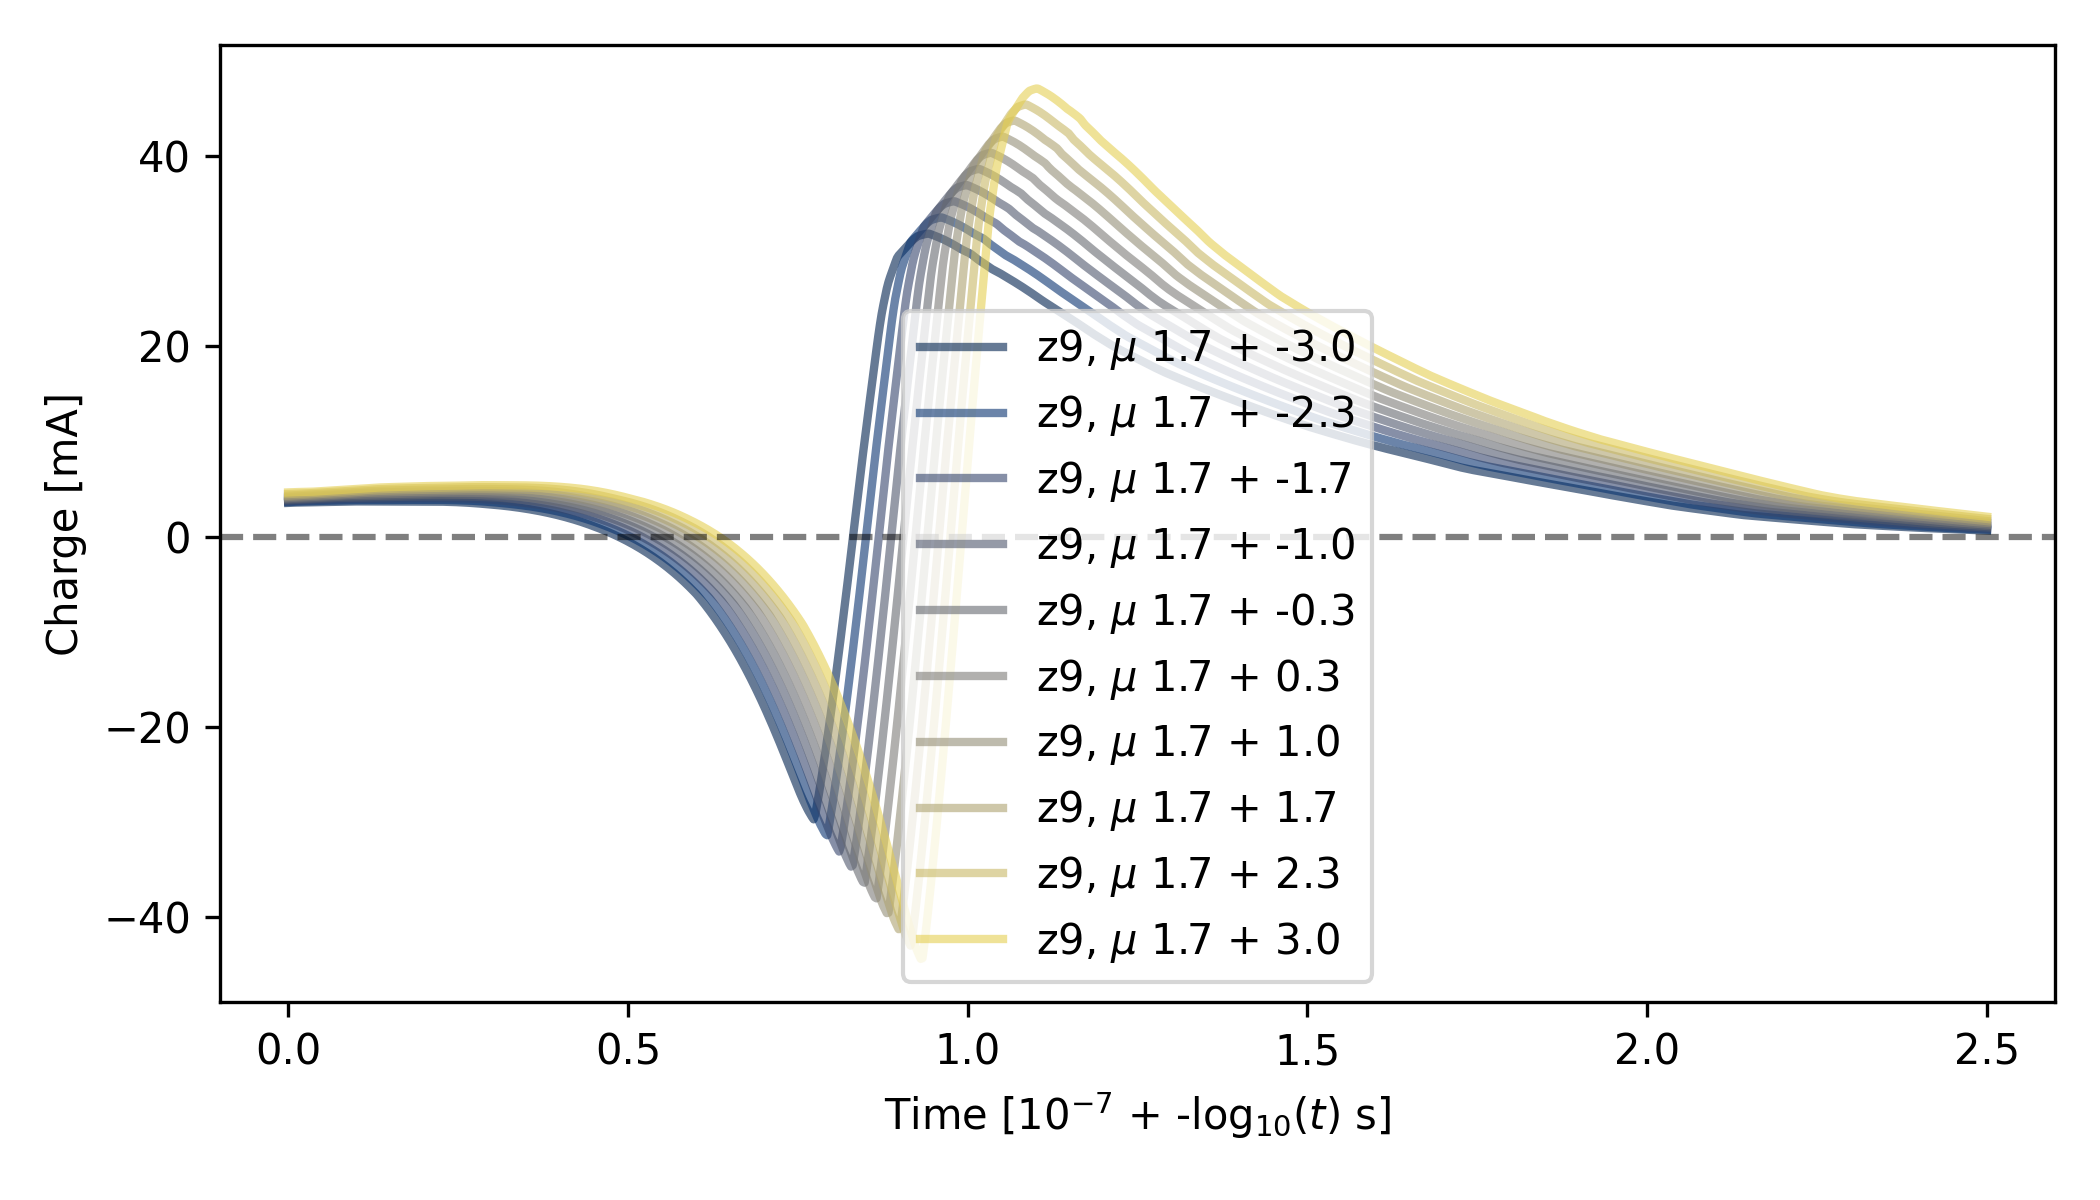 Charge [mA]
40
20
0
−20
−40
z9, μ 1.7 + -3.0
z9, μ 1.7 + -2.3
z9, μ 1.7 + -1.7
z9, μ 1.7 + -1.0
z9, μ 1.7 + -0.3
z9, μ 1.7 + 0.3
z9, μ 1.7 + 1.0
z9, μ 1.7 + 1.7
z9, μ 1.7 + 2.3
z9, μ 1.7 + 3.0
0.0 0.5 1.0 1.5 2.0 2.5
Time [10⁻⁷ + -log₁₀(t) s]